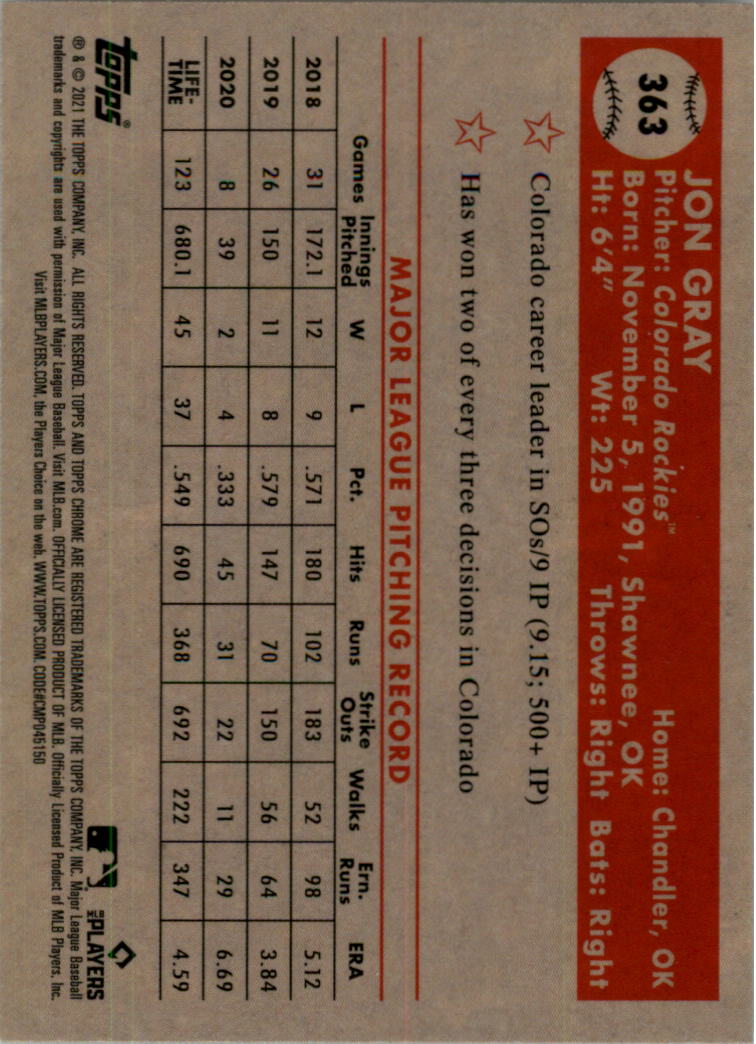 363
JON GRAY
Pitcher: Colorado Rockies™ Home: Chandler, OK
Born: November 5, 1991, Shawnee, OK
Ht: 6'4" Wt: 225 Throws: Right Bats: Right
Colorado career leader in SOs/9 IP (9.15; 500+ IP)
Has won two of every three decisions in Colorado
MAJOR LEAGUE PITCHING RECORD
Games Innings Pitched W L Pct. Hits Runs Strike Outs Walks Ern. Runs ERA
2018 31 172.1 12 9 .571 180 102 183 52 98 5.12
2019 26 150 11 8 .579 147 70 150 56 64 3.84
2020 8 39 2 4 .333 45 31 22 11 29 6.69
LIFE-TIME 123 680.1 45 37 .549 690 368 692 222 347 4.59
topps®
MLB PLAYERS
® & © 2021 THE TOPPS COMPANY, INC. ALL RIGHTS RESERVED. TOPPS AND TOPPS CHROME ARE REGISTERED TRADEMARKS OF THE TOPPS COMPANY, INC. Major League Baseball
trademarks and copyrights are used with permission of Major League Baseball. Visit MLB.com. OFFICIALLY LICENSED PRODUCT OF MLB. Officially Licensed Product of MLB Players, Inc.
Visit MLBPLAYERS.COM, the Players Choice on the web. WWW.TOPPS.COM. CODE#CMP045150